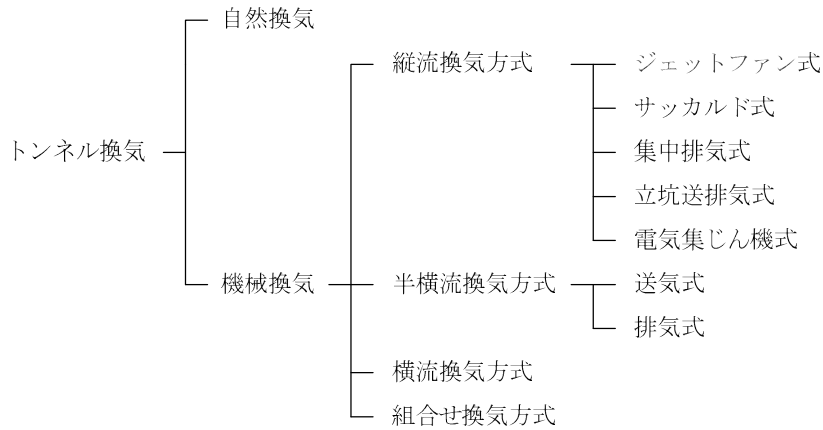 自然換気
縦流換気方式
ジェットファン式
サッカルド式
トンネル換気
集中排気式
立坑送排気式
電気集じん機式
機械換気
半横流換気方式
送気式
排気式
横流換気方式
組合せ換気方式